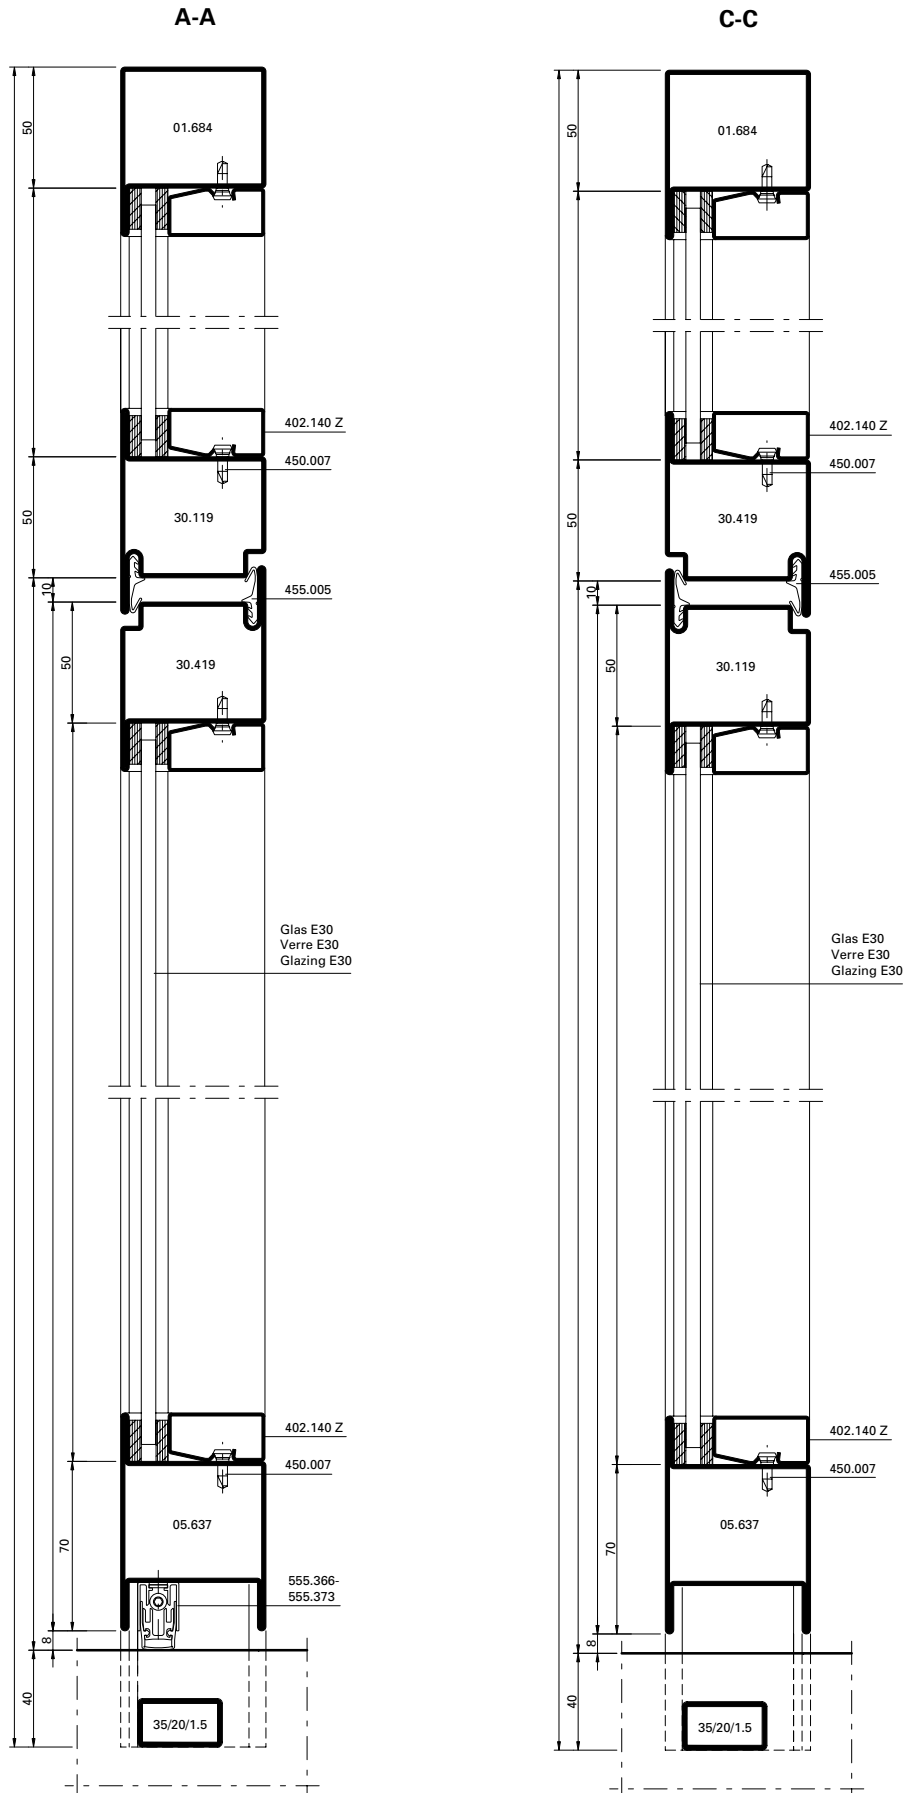 A-A
50
01.684
402.140 Z
450.007
50
30.119
10
455.005
50
30.419
Glas E30
Verre E30
Glazing E30
402.140 Z
450.007
05.637
70
555.366-
555.373
8
40
35/20/1.5
C-C
50
01.684
402.140 Z
450.007
50
30.419
10
455.005
50
30.119
Glas E30
Verre E30
Glazing E30
402.140 Z
450.007
05.637
70
8
40
35/20/1.5